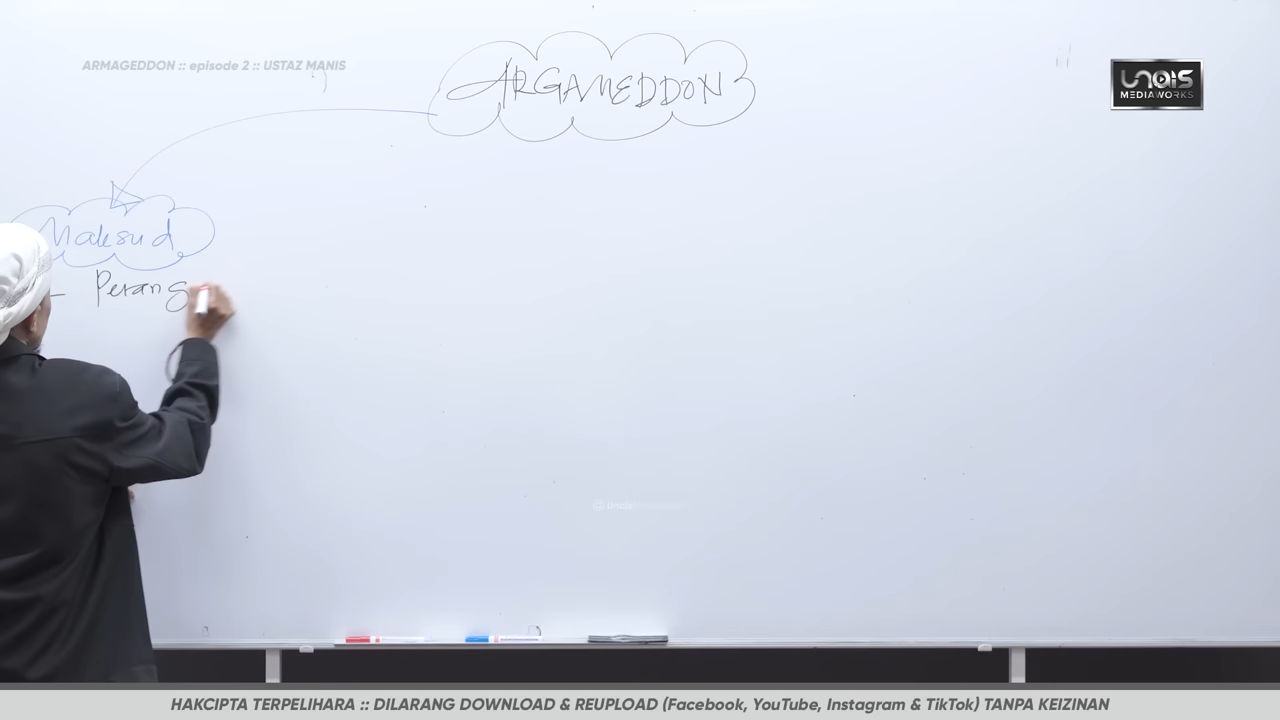 ARMAGEDDON :: episode 2 :: USTAZ MANIS
ARGAMEDDON
UNAIS
MEDIAWORKS
Maksud
– Perang
HAKCIPTA TERPELIHARA :: DILARANG DOWNLOAD & REUPLOAD (Facebook, YouTube, Instagram & TikTok) TANPA KEIZINAN